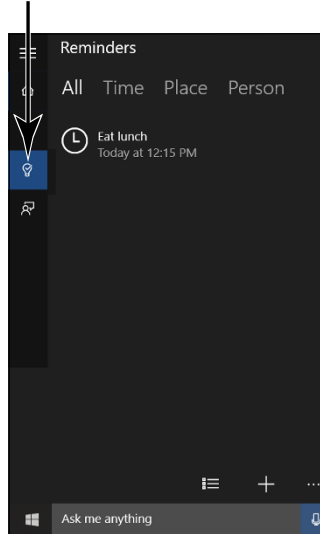 Reminders
All Time Place Person
Eat lunch
Today at 12:15 PM
Ask me anything